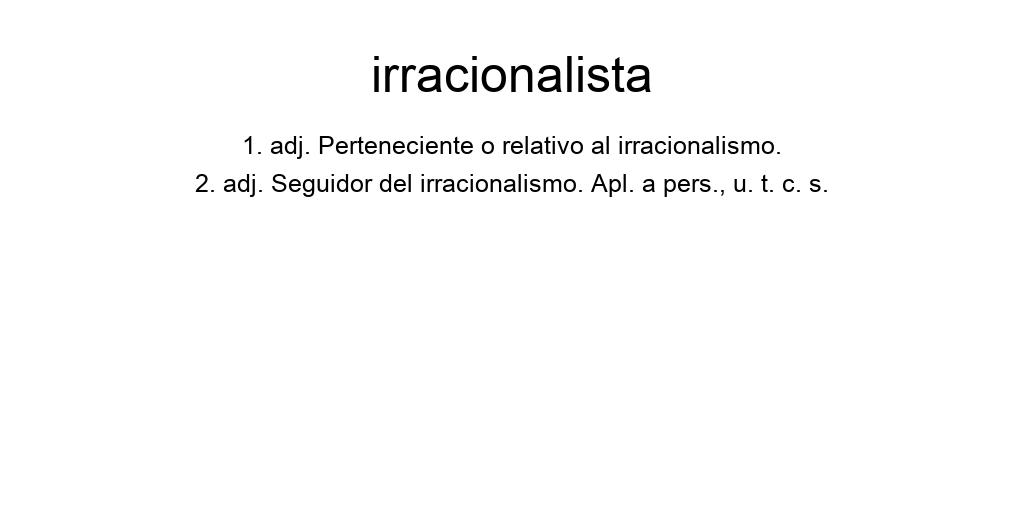 irracionalista
1. adj. Perteneciente o relativo al irracionalismo.
2. adj. Seguidor del irracionalismo. Apl. a pers., u. t. c. s.